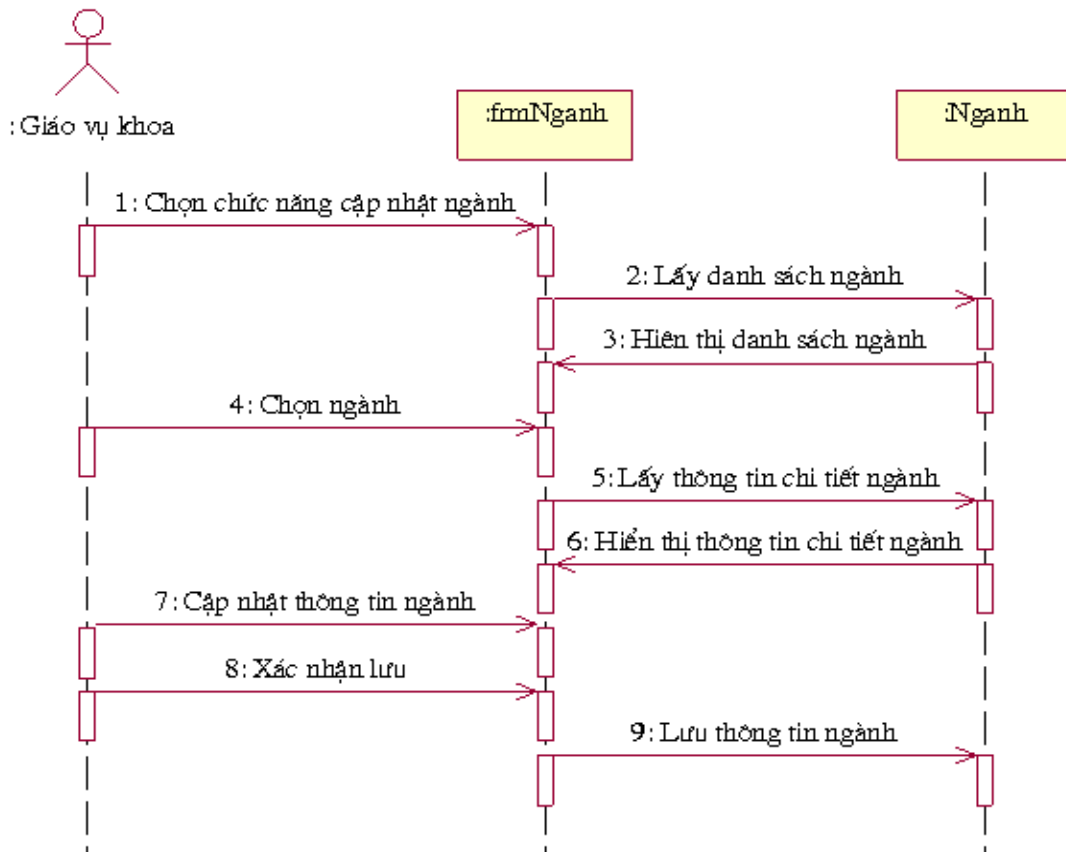 : Giáo vụ khoa
:frmNganh
:Nganh
1: Chọn chức năng cập nhật ngành
2: Lấy danh sách ngành
3: Hiên thị danh sách ngành
4: Chọn ngành
5: Lấy thông tin chi tiết ngành
6: Hiển thị thông tin chi tiết ngành
7: Cập nhật thông tin ngành
8: Xác nhận lưu
9: Lưu thông tin ngành